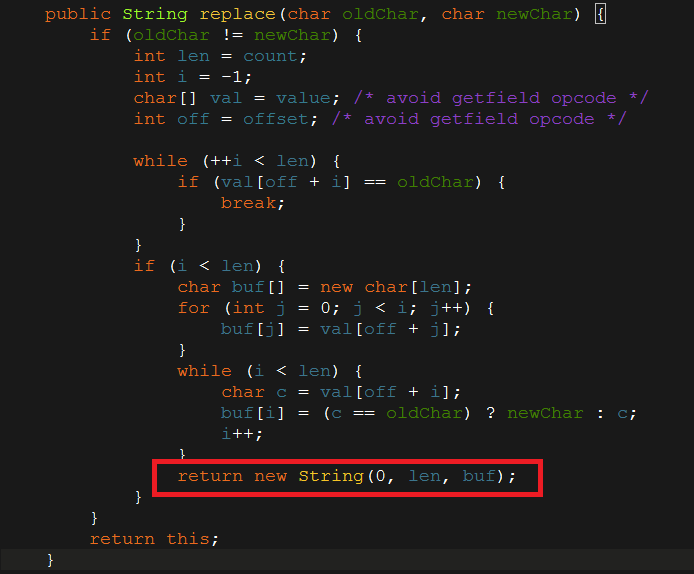 public String replace(char oldChar, char newChar) {
if (oldChar != newChar) {
int len = count;
int i = -1;
char[] val = value; /* avoid getfield opcode */
int off = offset; /* avoid getfield opcode */
while (++i < len) {
if (val[off + i] == oldChar) {
break;
}
}
if (i < len) {
char buf[] = new char[len];
for (int j = 0; j < i; j++) {
buf[j] = val[off + j];
}
while (i < len) {
char c = val[off + i];
buf[i] = (c == oldChar) ? newChar : c;
i++;
}
return new String(0, len, buf);
}
}
return this;
}